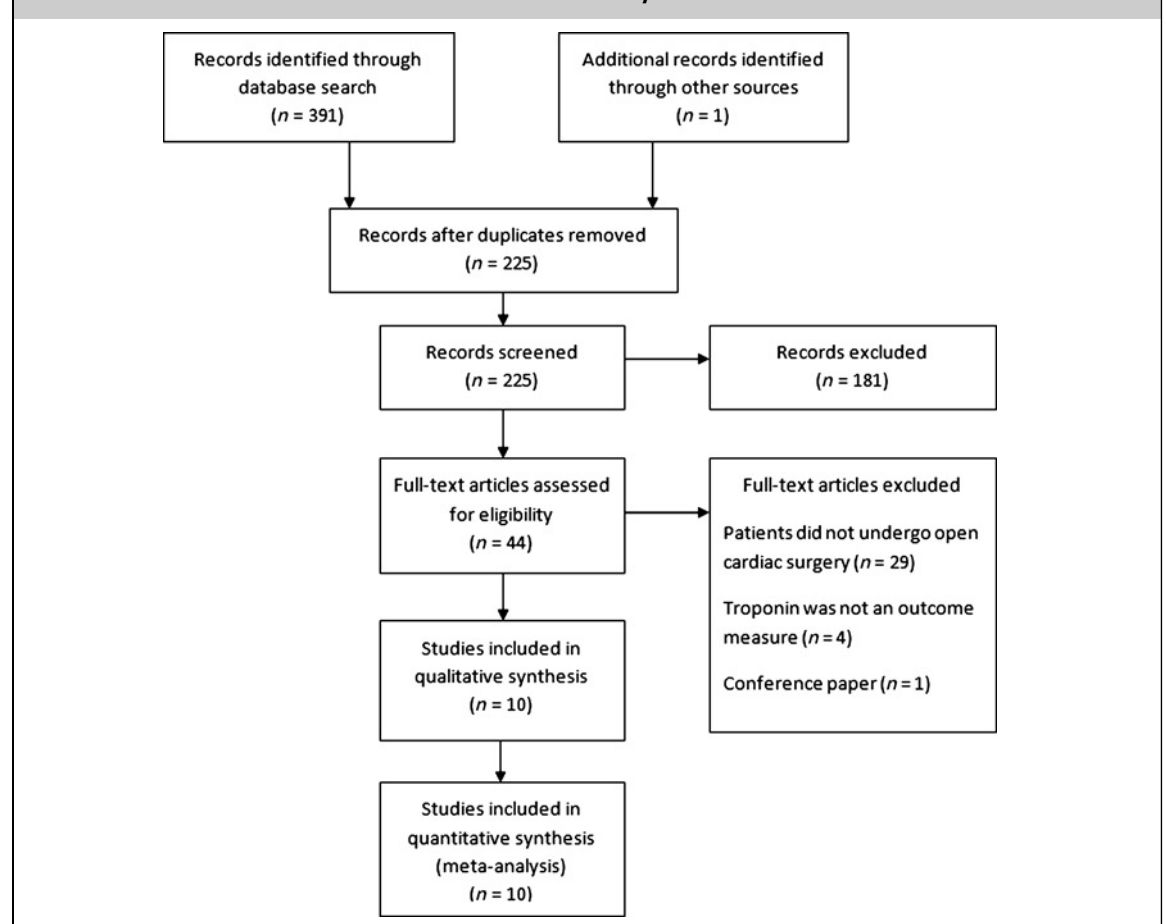 Records identified through
database search
(n = 391)
Additional records identified
through other sources
(n = 1)
Records after duplicates removed
(n = 225)
Records screened
(n = 225)
Records excluded
(n = 181)
Full-text articles assessed
for eligibility
(n = 44)
Full-text articles excluded
Patients did not undergo open
cardiac surgery (n = 29)
Troponin was not an outcome
measure (n = 4)
Conference paper (n = 1)
Studies included in
qualitative synthesis
(n = 10)
Studies included in
quantitative synthesis
(meta-analysis)
(n = 10)